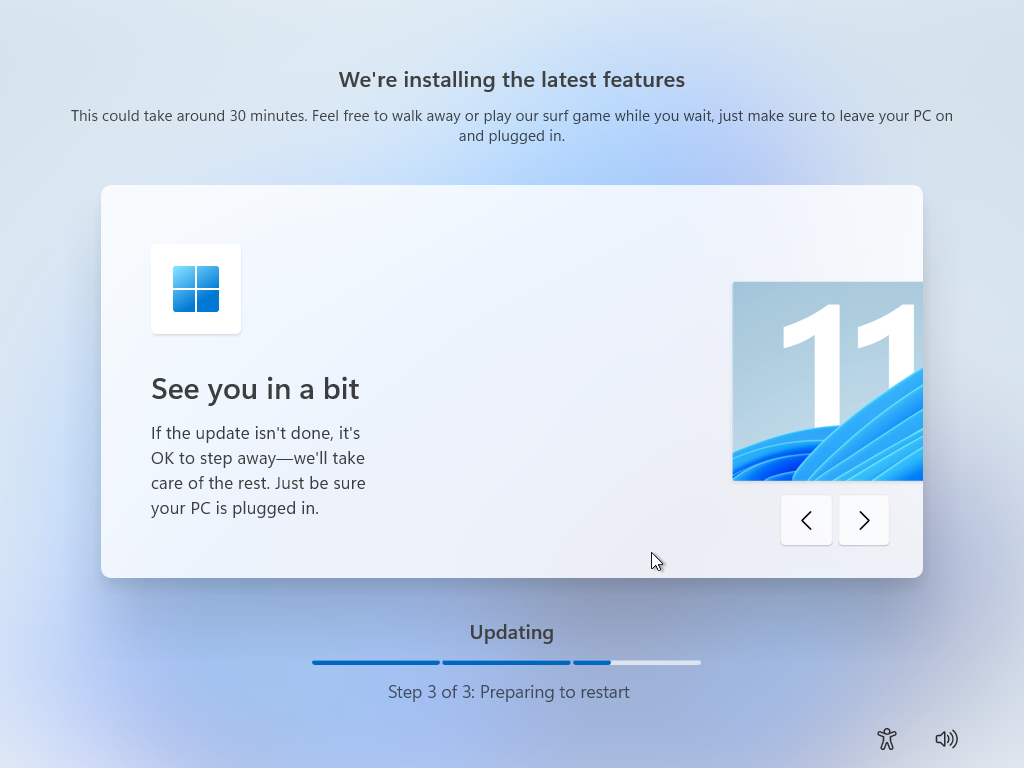 We're installing the latest features
This could take around 30 minutes. Feel free to walk away or play our surf game while you wait, just make sure to leave your PC on
and plugged in.
See you in a bit
If the update isn't done, it's
OK to step away—we'll take
care of the rest. Just be sure
your PC is plugged in.
11
Updating
Step 3 of 3: Preparing to restart